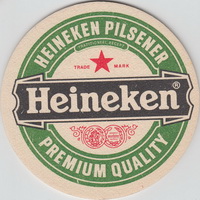 HEINEKEN PILSENER
TRADE MARK
Heineken®
PREMIUM QUALITY